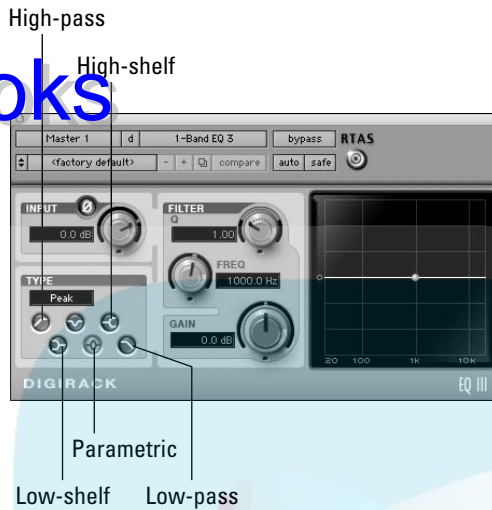 High-pass
oks
High-shelf
Master 1 d 1-Band EQ 3 bypass RTAS
<factory default> - + compare auto safe
INPUT Ø FILTER
Q
0.0 dB 1.00
FREQ
1000.0 Hz
TYPE
Peak
0
GAIN
0.0 dB
20 100 1k 10k
DIGIRACK EQ III
Parametric
Low-shelf Low-pass